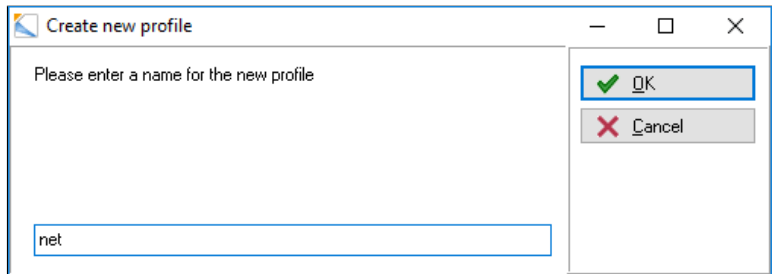 Create new profile
Please enter a name for the new profile
OK
Cancel
net